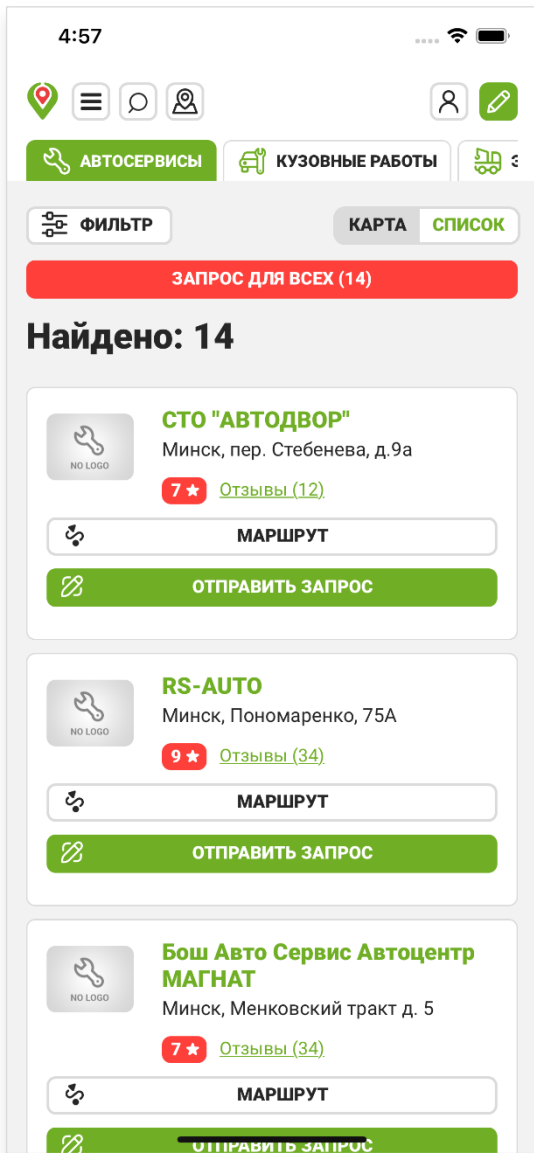 4:57
АВТОСЕРВИСЫ
КУЗОВНЫЕ РАБОТЫ
ФИЛЬТР
КАРТА
СПИСОК
ЗАПРОС ДЛЯ ВСЕХ (14)
Найдено: 14
NO LOGO
СТО "АВТОДВОР"
Минск, пер. Стебенева, д.9а
7 ★ Отзывы (12)
МАРШРУТ
ОТПРАВИТЬ ЗАПРОС
NO LOGO
RS-AUTO
Минск, Пономаренко, 75А
9 ★ Отзывы (34)
МАРШРУТ
ОТПРАВИТЬ ЗАПРОС
NO LOGO
Бош Авто Сервис Автоцентр
МАГНАТ
Минск, Менковский тракт д. 5
7 ★ Отзывы (34)
МАРШРУТ
ОТПРАВИТЬ ЗАПРОС